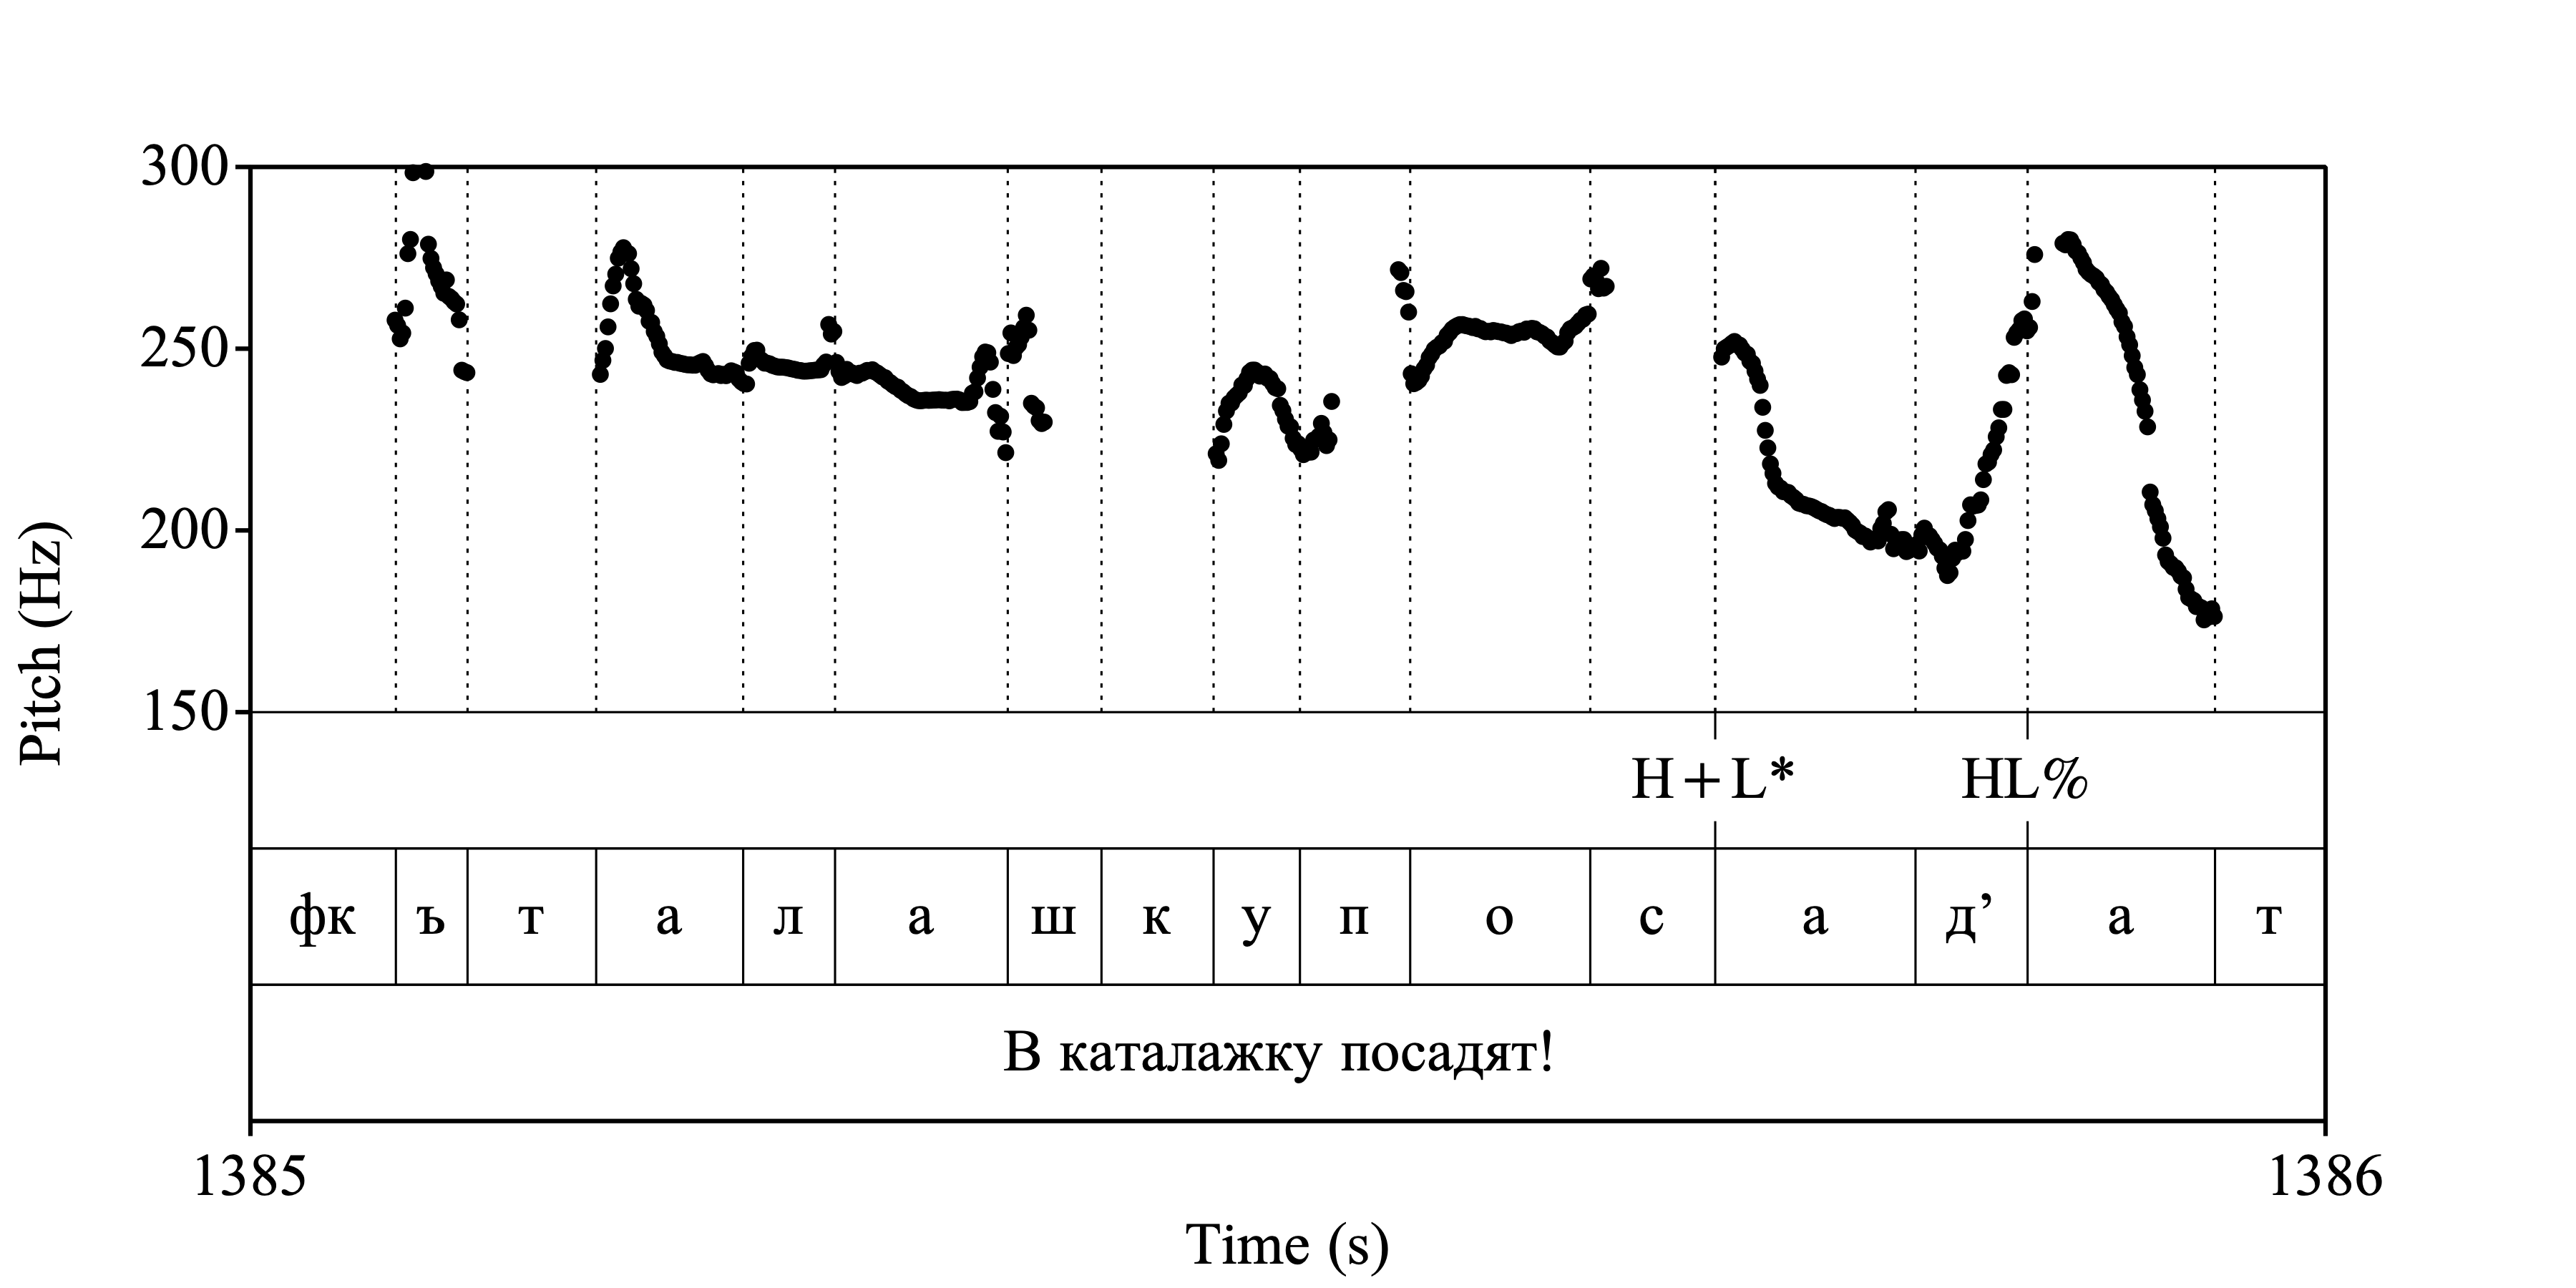 300
250
200
150
Pitch (Hz)
H+L* HL%
фк ъ т а л а ш к у п о с а д’ а т
В каталажку посадят!
1385 1386
Time (s)